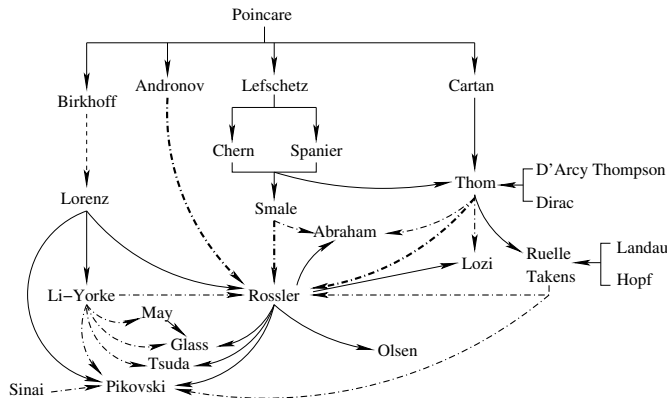 Poincare
Birkhoff
Andronov
Lefschetz
Cartan
Chern
Spanier
D'Arcy Thompson
Thom
Dirac
Lorenz
Smale
Abraham
Ruelle
Takens
Landau
Hopf
Lozi
Li-Yorke
Rossler
May
Glass
Tsuda
Olsen
Sinai
Pikovski